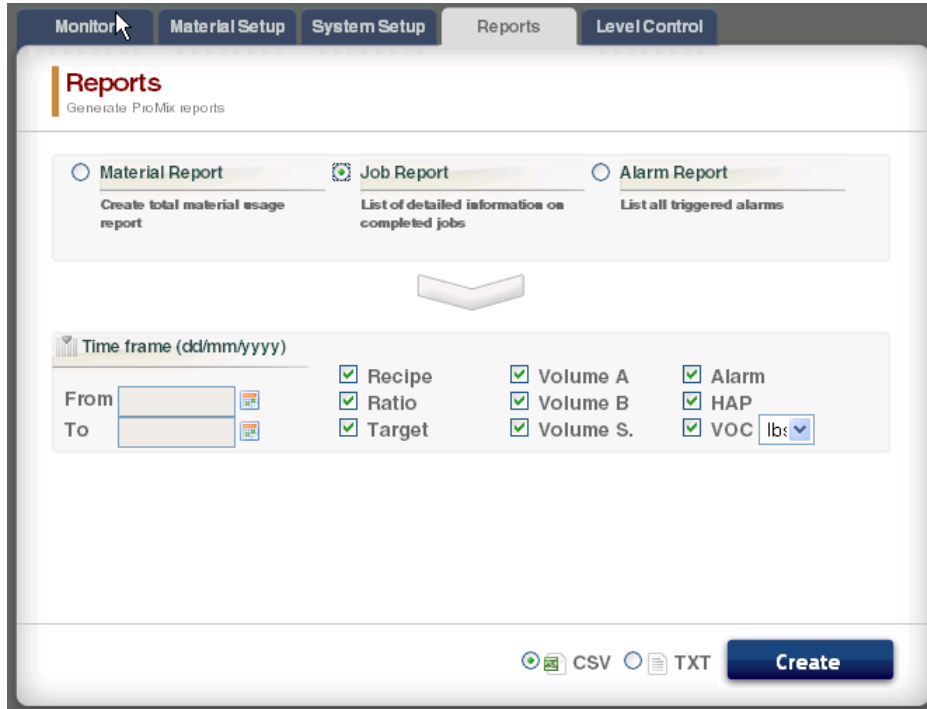 Monitor Material Setup System Setup Reports Level Control
Reports
Generate ProMix reports
Material Report Job Report Alarm Report
Create total material usage List of detailed information on List all triggered alarms
report completed jobs
Time frame (dd/mm/yyyy)
Recipe Volume A Alarm
From Ratio Volume B HAP
To Target Volume S. VOC lbs
CSV TXT Create